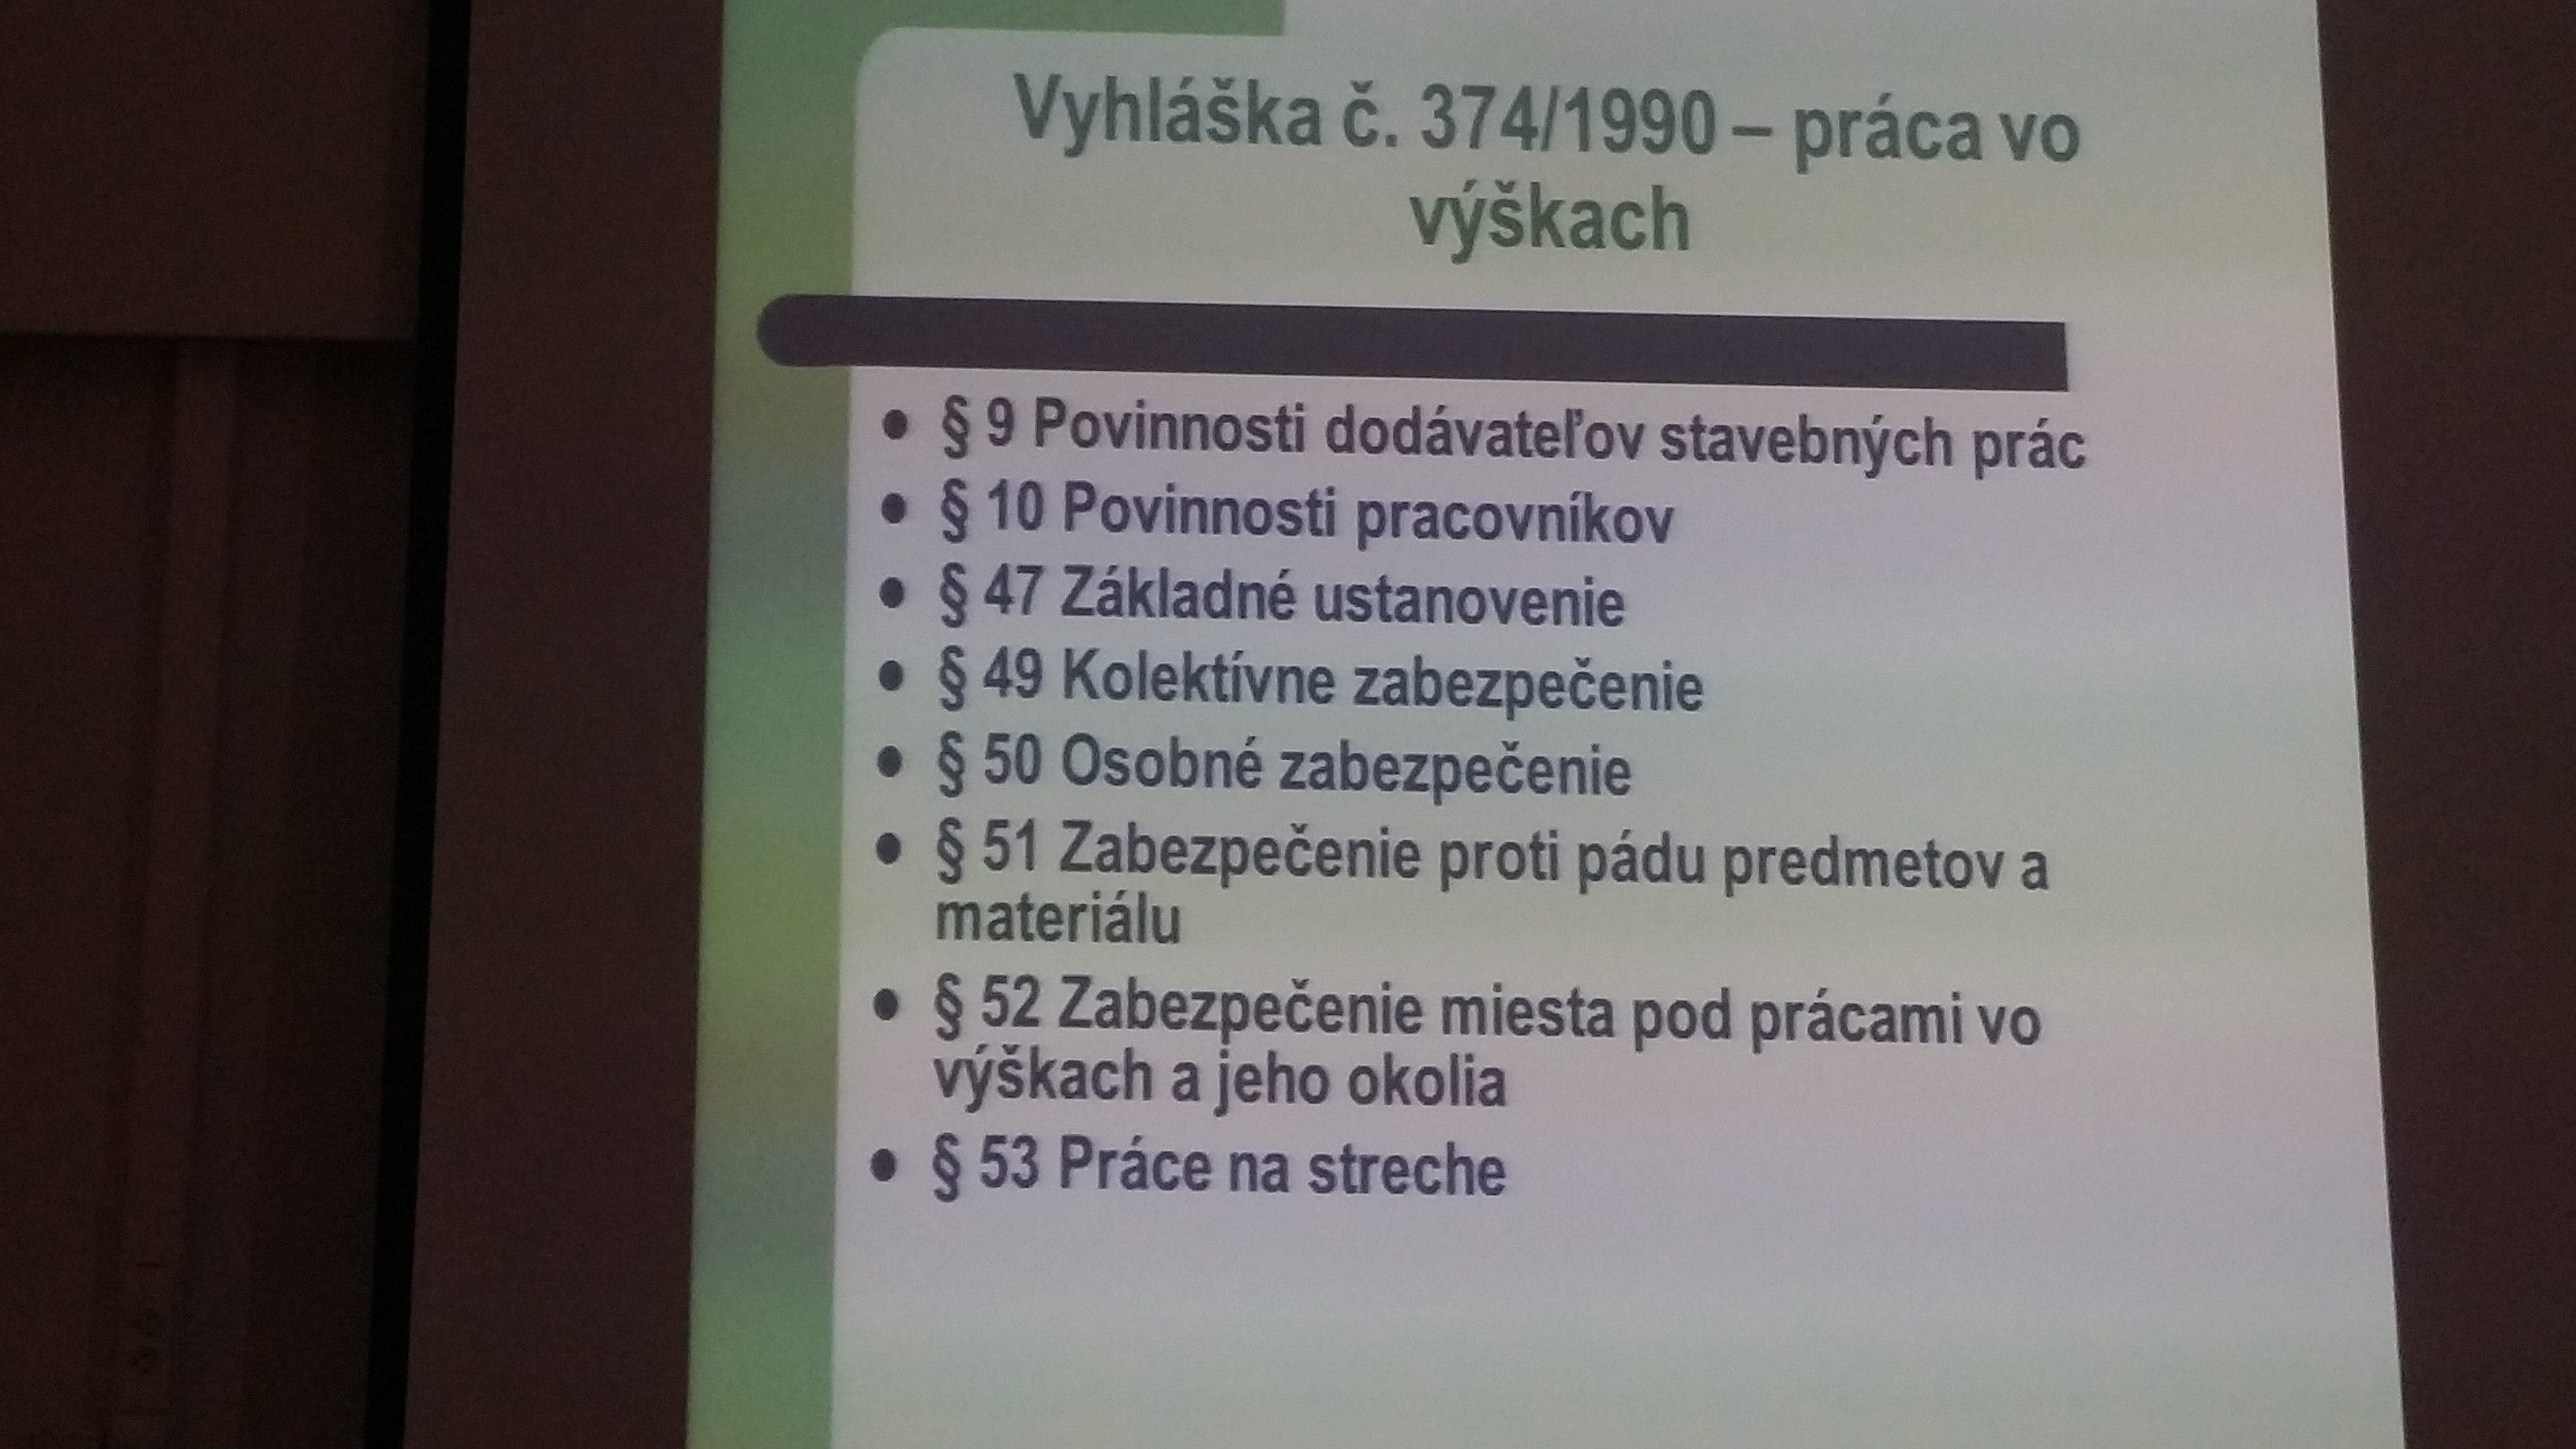 Vyhláška č. 374/1990 – práca vo
výškach
• § 9 Povinnosti dodávateľov stavebných prác
• § 10 Povinnosti pracovníkov
• § 47 Základné ustanovenie
• § 49 Kolektívne zabezpečenie
• § 50 Osobné zabezpečenie
• § 51 Zabezpečenie proti pádu predmetov a
materiálu
• § 52 Zabezpečenie miesta pod prácami vo
výškach a jeho okolia
• § 53 Práce na streche